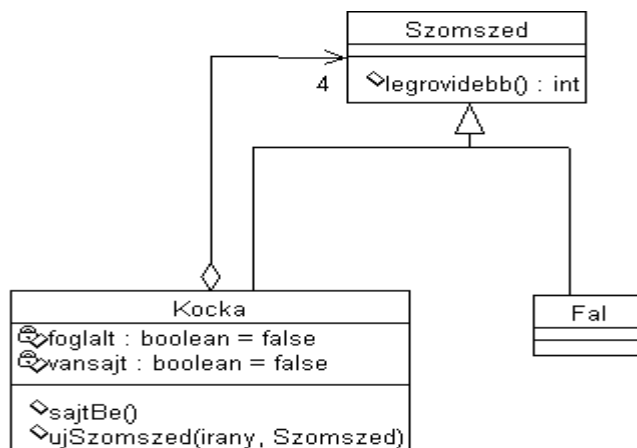 Szomszed
4
legrovidebb() : int
Kocka
foglalt : boolean = false
vansajt : boolean = false
sajtBe()
ujSzomszed(irany, Szomszed)
Fal